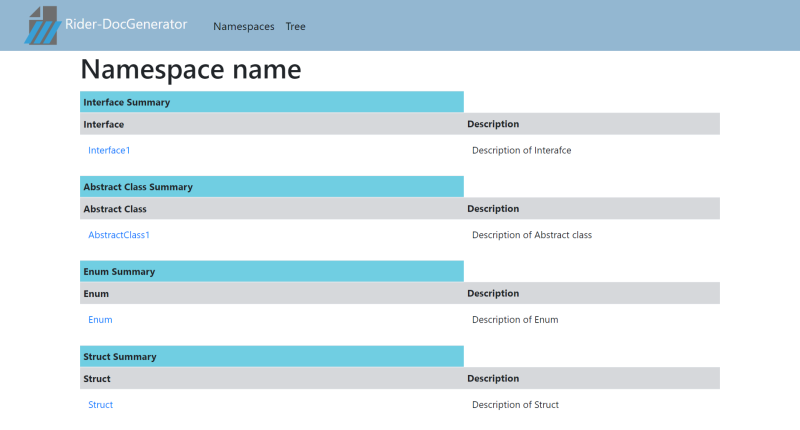 Rider-DocGenerator Namespaces Tree
Namespace name
Interface Summary
Interface Description
Interface1 Description of Interafce
Abstract Class Summary
Abstract Class Description
AbstractClass1 Description of Abstract class
Enum Summary
Enum Description
Enum Description of Enum
Struct Summary
Struct Description
Struct Description of Struct